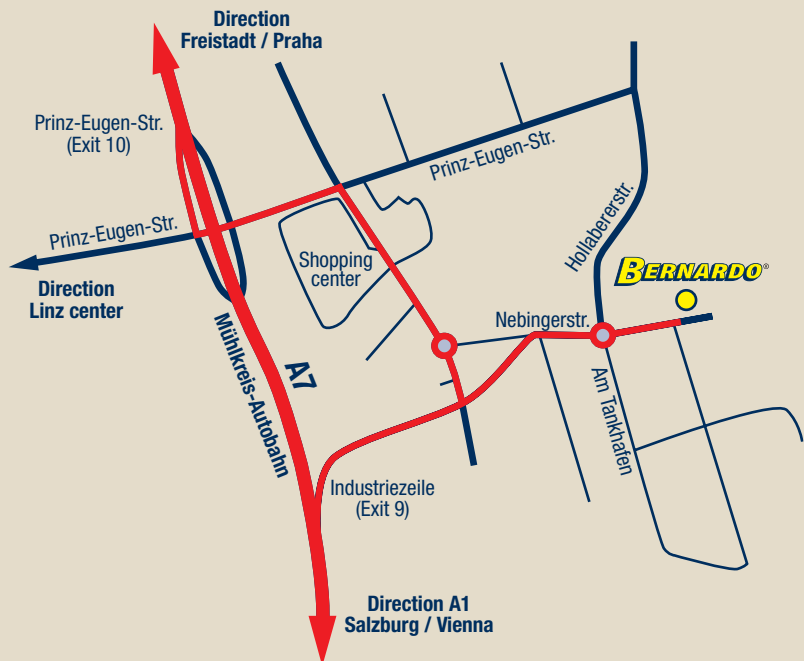 Direction
Freistadt / Praha
Prinz-Eugen-Str.
(Exit 10)
Prinz-Eugen-Str.
Prinz-Eugen-Str.
Direction
Linz center
Shopping
center
Hollabererstr.
BERNARDO®
Nebingerstr.
A7
Mühlkreis-Autobahn
Am Tankhafen
Industriezeile
(Exit 9)
Direction A1
Salzburg / Vienna